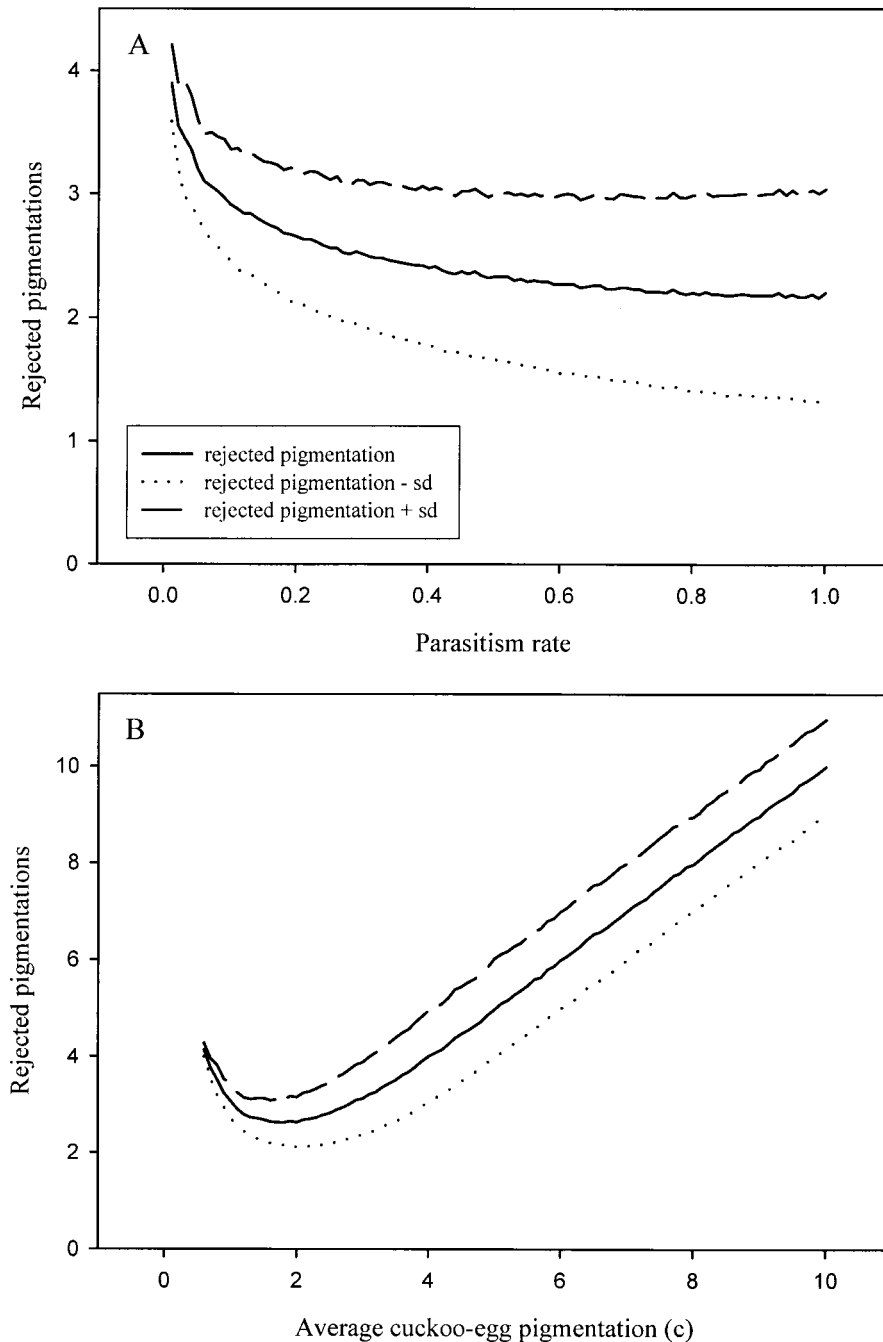 A
4
3
2
1
0
Rejected pigmentations
rejected pigmentation
rejected pigmentation - sd
rejected pigmentation + sd
0.0 0.2 0.4 0.6 0.8 1.0
Parasitism rate
B
10
8
6
4
2
0
Rejected pigmentations
0 2 4 6 8 10
Average cuckoo-egg pigmentation (c)